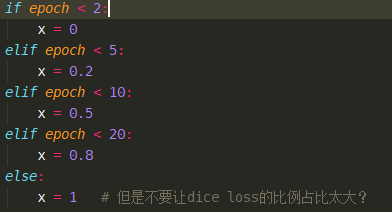 if epoch < 2:
    x = 0
elif epoch < 5:
    x = 0.2
elif epoch < 10:
    x = 0.5
elif epoch < 20:
    x = 0.8
else:
    x = 1   # 但是不要让dice loss的比例占比太大?